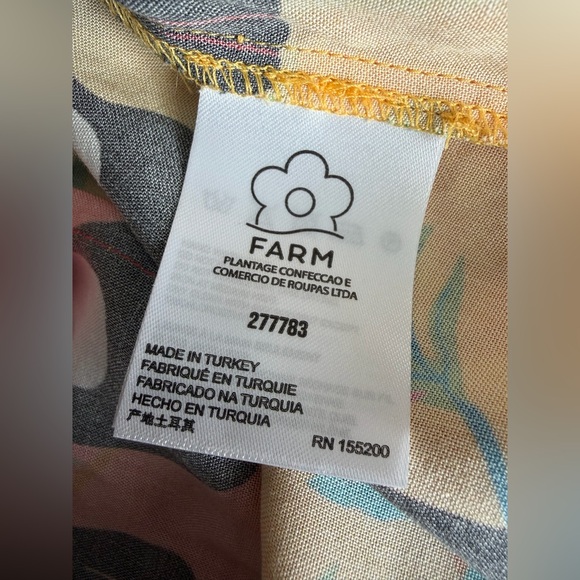 FARM
PLANTAGE CONFECCAO E
COMERCIO DE ROUPAS LTDA
277783
MADE IN TURKEY
FABRIQUÉ EN TURQUIE
FABRICADO NA TURQUIA
HECHO EN TURQUIA
产地土耳其
RN 155200